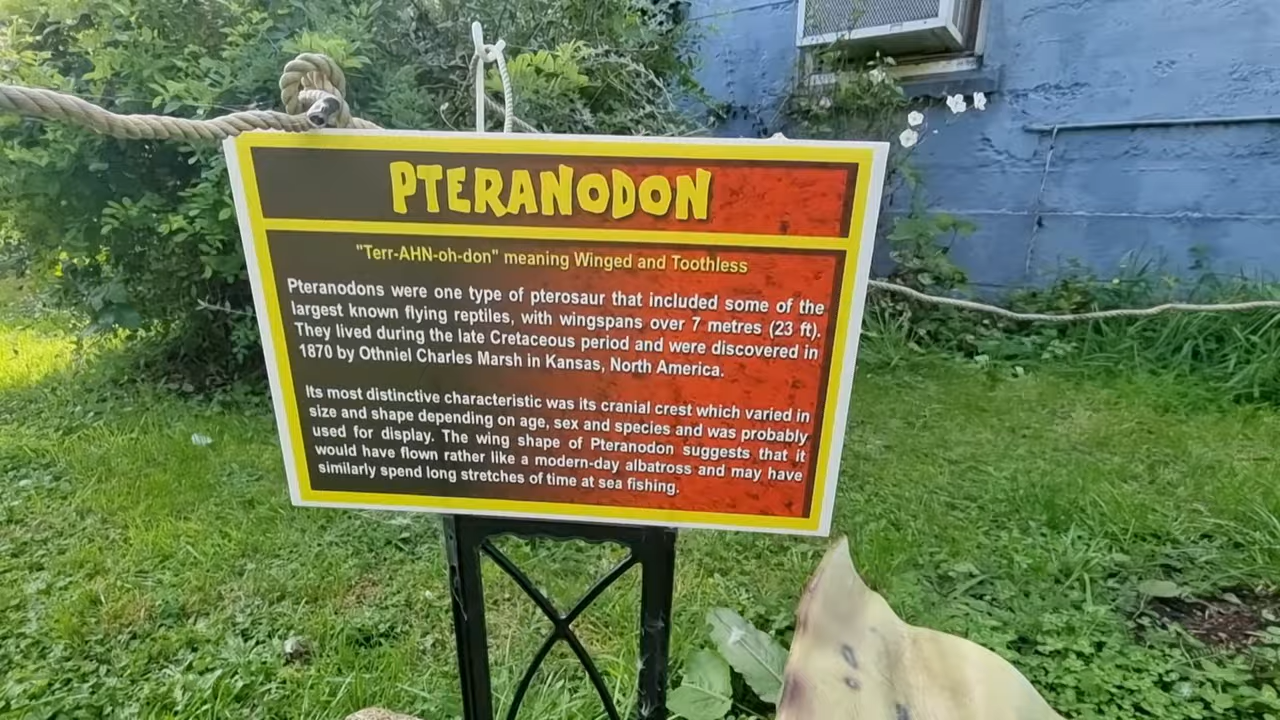 PTERANODON
"Terr-AHN-oh-don" meaning Winged and Toothless
Pteranodons were one type of pterosaur that included some of the
largest known flying reptiles, with wingspans over 7 metres (23 ft).
They lived during the late Cretaceous period and were discovered in
1870 by Othniel Charles Marsh in Kansas, North America.
Its most distinctive characteristic was its cranial crest which varied in
size and shape depending on age, sex and species and was probably
used for display. The wing shape of Pteranodon suggests that it
would have flown rather like a modern-day albatross and may have
similarly spend long stretches of time at sea fishing.